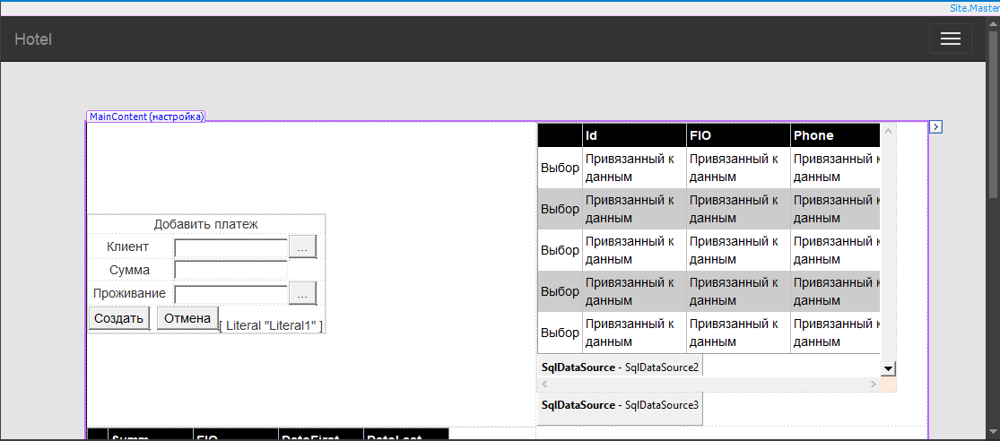 Site.Master
Hotel
MainContent (настройка)
Id FIO Phone
Выбор Привязанный к данным Привязанный к данным Привязанный к данным
Выбор Привязанный к данным Привязанный к данным Привязанный к данным
Выбор Привязанный к данным Привязанный к данным Привязанный к данным
Выбор Привязанный к данным Привязанный к данным Привязанный к данным
Выбор Привязанный к данным Привязанный к данным Привязанный к данным
SqlDataSource - SqlDataSource2
SqlDataSource - SqlDataSource3
Добавить платеж
Клиент ...
Сумма
Проживание ...
Создать Отмена [ Literal "Literal1" ]
Summ FIO DateFirst DateLast